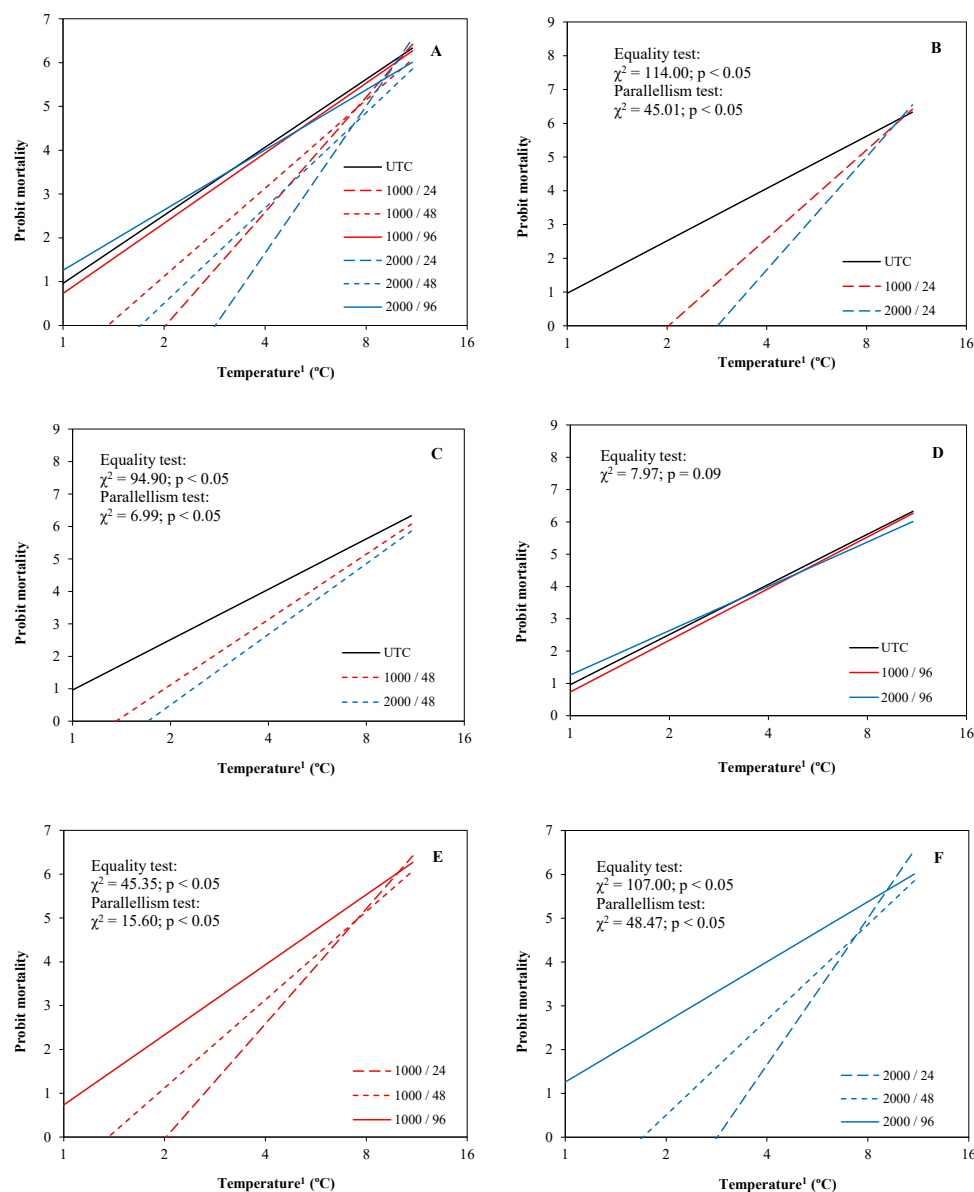 A
Probit mortality
7
6
5
4
3
2
1
0
UTC
1000 / 24
1000 / 48
1000 / 96
2000 / 24
2000 / 48
2000 / 96
1 2 4 8 16
Temperature¹ (ºC)
B
Equality test:
χ² = 114.00; p < 0.05
Parallellism test:
χ² = 45.01; p < 0.05
Probit mortality
9
8
7
6
5
4
3
2
1
0
UTC
1000 / 24
2000 / 24
1 2 4 8 16
Temperature¹ (ºC)
C
Equality test:
χ² = 94.90; p < 0.05
Parallellism test:
χ² = 6.99; p < 0.05
Probit mortality
9
8
7
6
5
4
3
2
1
0
UTC
1000 / 48
2000 / 48
1 2 4 8 16
Temperature¹ (ºC)
D
Equality test:
χ² = 7.97; p = 0.09
Probit mortality
9
8
7
6
5
4
3
2
1
0
UTC
1000 / 96
2000 / 96
1 2 4 8 16
Temperature¹ (ºC)
E
Equality test:
χ² = 45.35; p < 0.05
Parallellism test:
χ² = 15.60; p < 0.05
Probit mortality
7
6
5
4
3
2
1
0
1000 / 24
1000 / 48
1000 / 96
1 2 4 8 16
Temperature¹ (ºC)
F
Equality test:
χ² = 107.00; p < 0.05
Parallellism test:
χ² = 48.47; p < 0.05
Probit mortality
7
6
5
4
3
2
1
0
2000 / 24
2000 / 48
2000 / 96
1 2 4 8 16
Temperature¹ (ºC)